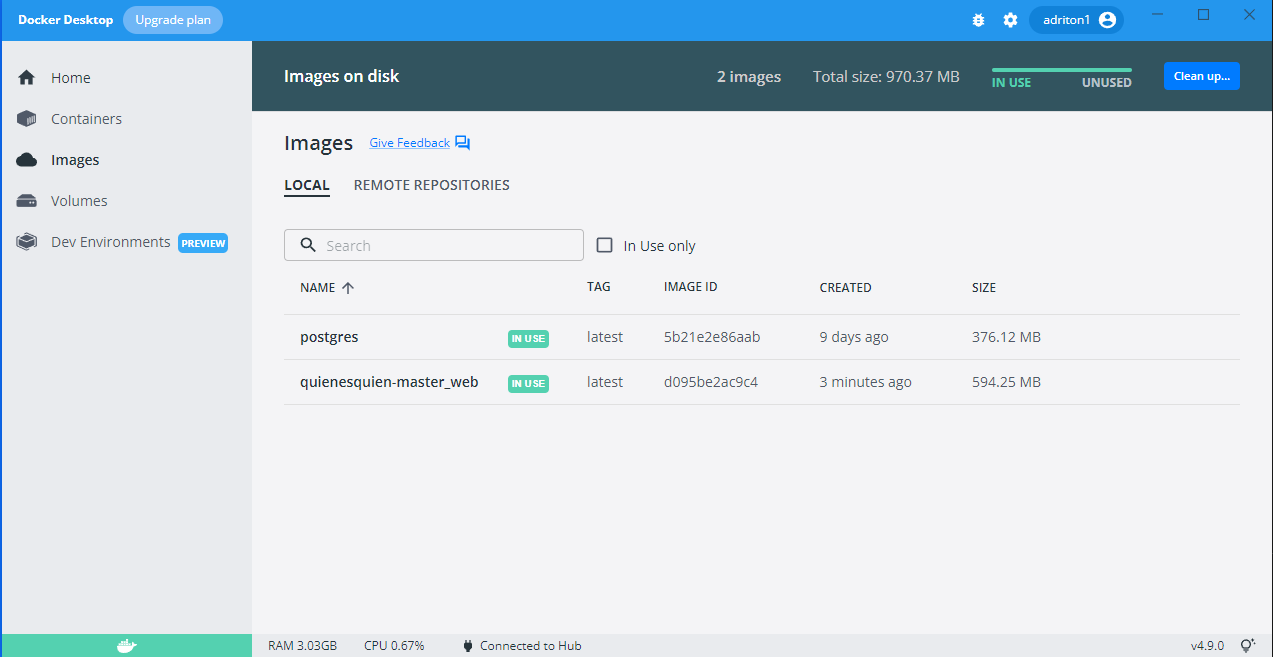 Docker Desktop Upgrade plan adriton1
Home
Containers
Images
Volumes
Dev Environments PREVIEW
Images on disk 2 images Total size: 970.37 MB IN USE UNUSED Clean up...
Images Give Feedback
LOCAL REMOTE REPOSITORIES
Search In Use only
NAME TAG IMAGE ID CREATED SIZE
postgres IN USE latest 5b21e2e86aab 9 days ago 376.12 MB
quienesquien-master_web IN USE latest d095be2ac9c4 3 minutes ago 594.25 MB
RAM 3.03GB CPU 0.67% Connected to Hub v4.9.0